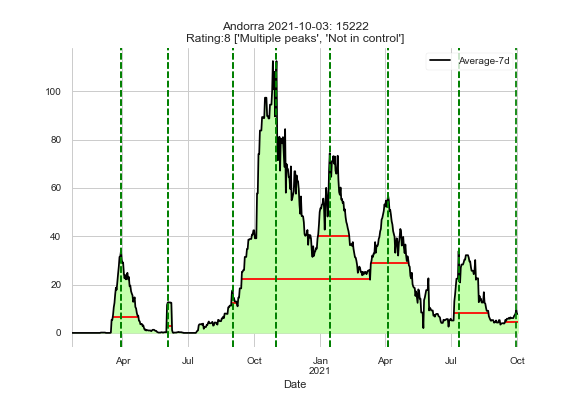 Andorra 2021-10-03: 15222
Rating:8 ['Multiple peaks', 'Not in control']
Average-7d
100
80
60
40
20
0
Apr Jul Oct Jan Apr Jul Oct
2021
Date